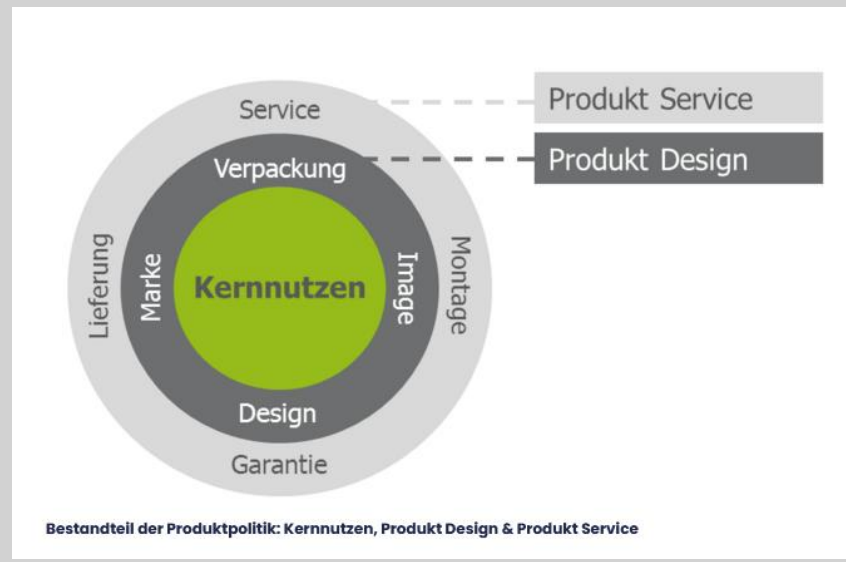 Service
Produkt Service
Verpackung
Produkt Design
Lieferung
Marke
Kernnutzen
Image
Montage
Design
Garantie
Bestandteil der Produktpolitik: Kernnutzen, Produkt Design & Produkt Service